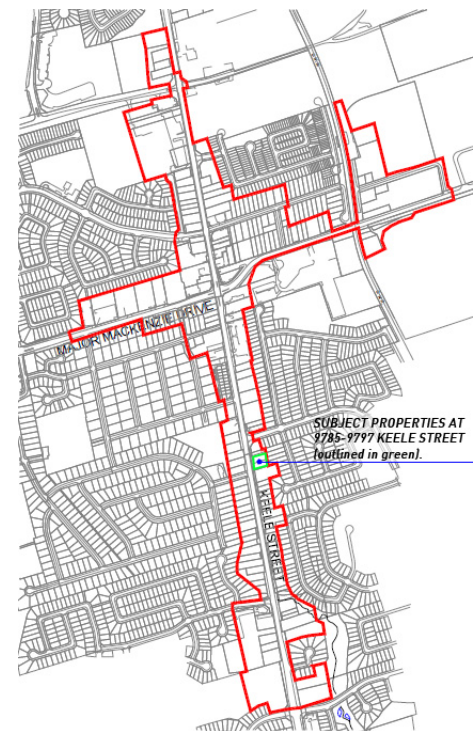 MAJOR MACKENZIE DRIVE
SUBJECT PROPERTIES AT
9785-9797 KEELE STREET
(outlined in green).
KEELE STREET